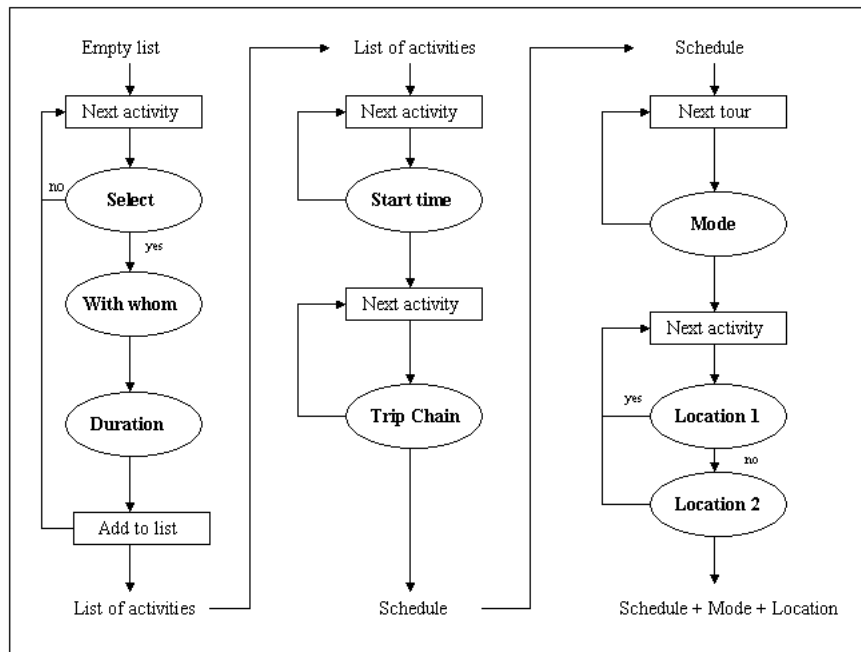 Empty list
Next activity
no
Select
yes
With whom
Duration
Add to list
List of activities
List of activities
Next activity
Start time
Next activity
Trip Chain
Schedule
Schedule
Next tour
Mode
Next activity
yes
Location 1
no
Location 2
Schedule + Mode + Location